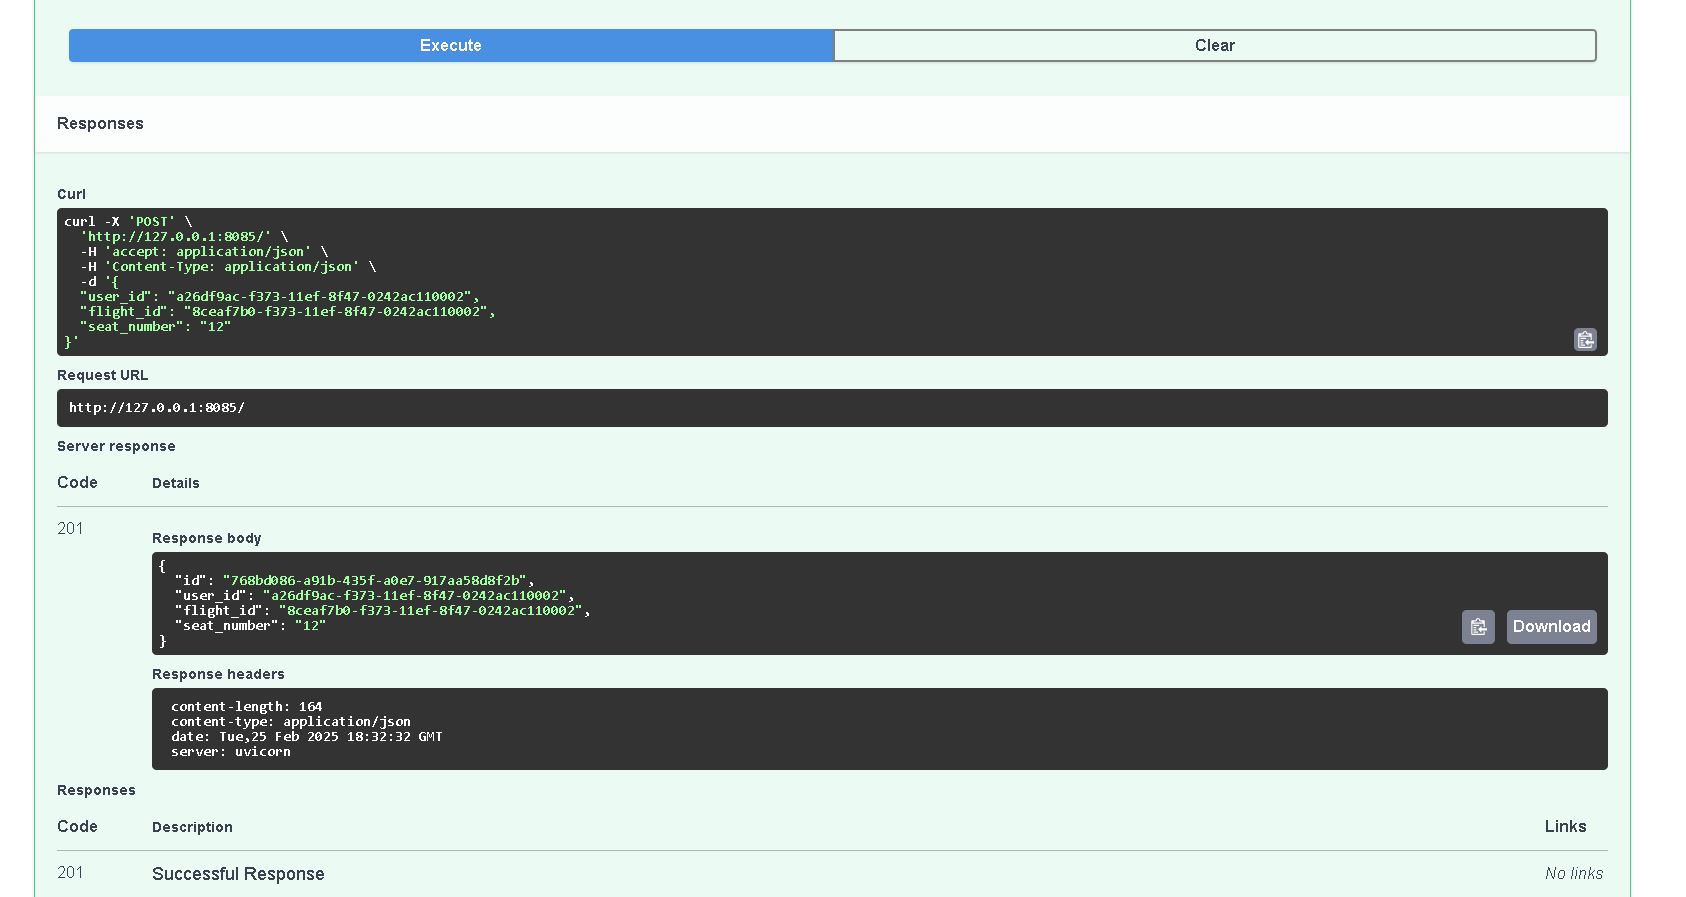 Execute
Clear
Responses
Curl
curl -X 'POST' \
  'http://127.0.0.1:8085/' \
  -H 'accept: application/json' \
  -H 'Content-Type: application/json' \
  -d '{
  "user_id": "a26df9ac-f373-11ef-8f47-0242ac110002",
  "flight_id": "8ceaf7b0-f373-11ef-8f47-0242ac110002",
  "seat_number": "12"
}'
Request URL
http://127.0.0.1:8085/
Server response
Code Details
201
Response body
{
  "id": "768bd086-a91b-435f-a0e7-917aa58d8f2b",
  "user_id": "a26df9ac-f373-11ef-8f47-0242ac110002",
  "flight_id": "8ceaf7b0-f373-11ef-8f47-0242ac110002",
  "seat_number": "12"
}
Download
Response headers
content-length: 164
content-type: application/json
date: Tue,25 Feb 2025 18:32:32 GMT
server: uvicorn
Responses
Code Description Links
201 Successful Response No links